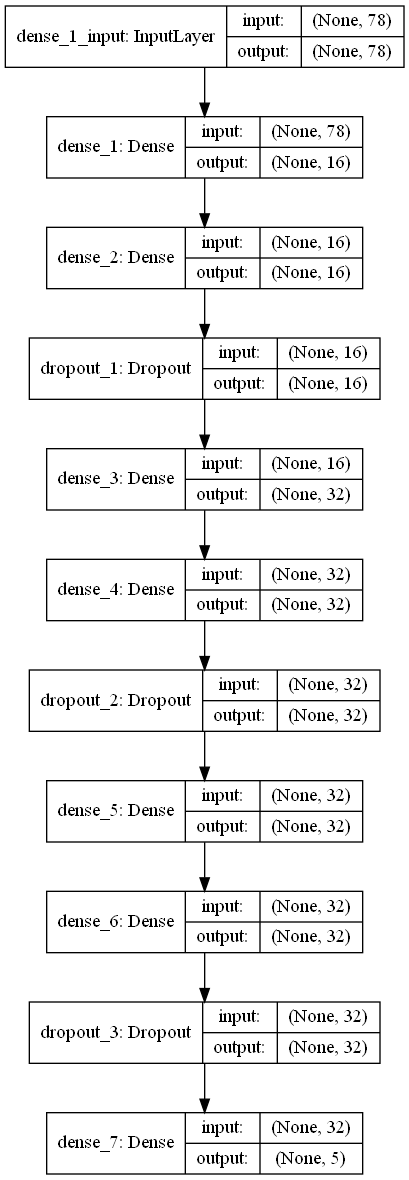 dense_1_input: InputLayer
input: (None, 78)
output: (None, 78)
dense_1: Dense
input: (None, 78)
output: (None, 16)
dense_2: Dense
input: (None, 16)
output: (None, 16)
dropout_1: Dropout
input: (None, 16)
output: (None, 16)
dense_3: Dense
input: (None, 16)
output: (None, 32)
dense_4: Dense
input: (None, 32)
output: (None, 32)
dropout_2: Dropout
input: (None, 32)
output: (None, 32)
dense_5: Dense
input: (None, 32)
output: (None, 32)
dense_6: Dense
input: (None, 32)
output: (None, 32)
dropout_3: Dropout
input: (None, 32)
output: (None, 32)
dense_7: Dense
input: (None, 32)
output: (None, 5)